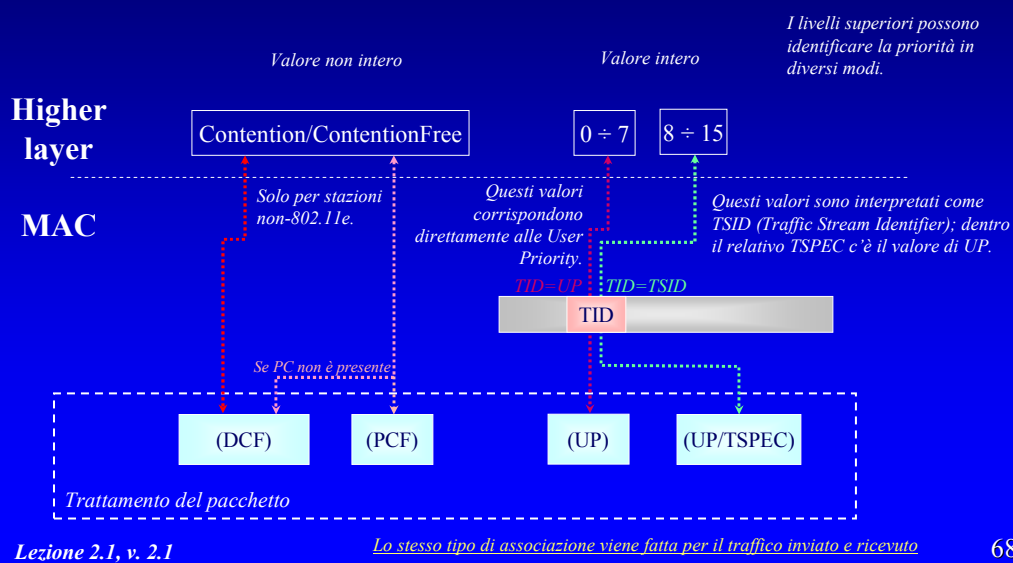 I livelli superiori possono
identificare la priorità in
diversi modi.
Valore non intero
Valore intero
Higher
layer
Contention/ContentionFree
0 ÷ 7
8 ÷ 15
MAC
Solo per stazioni
non-802.11e.
Questi valori
corrispondono
direttamente alle User
Priority.
Questi valori sono interpretati come
TSID (Traffic Stream Identifier); dentro
il relativo TSPEC c'è il valore di UP.
TID=UP
TID=TSID
TID
Se PC non è presente
(DCF)
(PCF)
(UP)
(UP/TSPEC)
Trattamento del pacchetto
Lezione 2.1, v. 2.1
Lo stesso tipo di associazione viene fatta per il traffico inviato e ricevuto
68